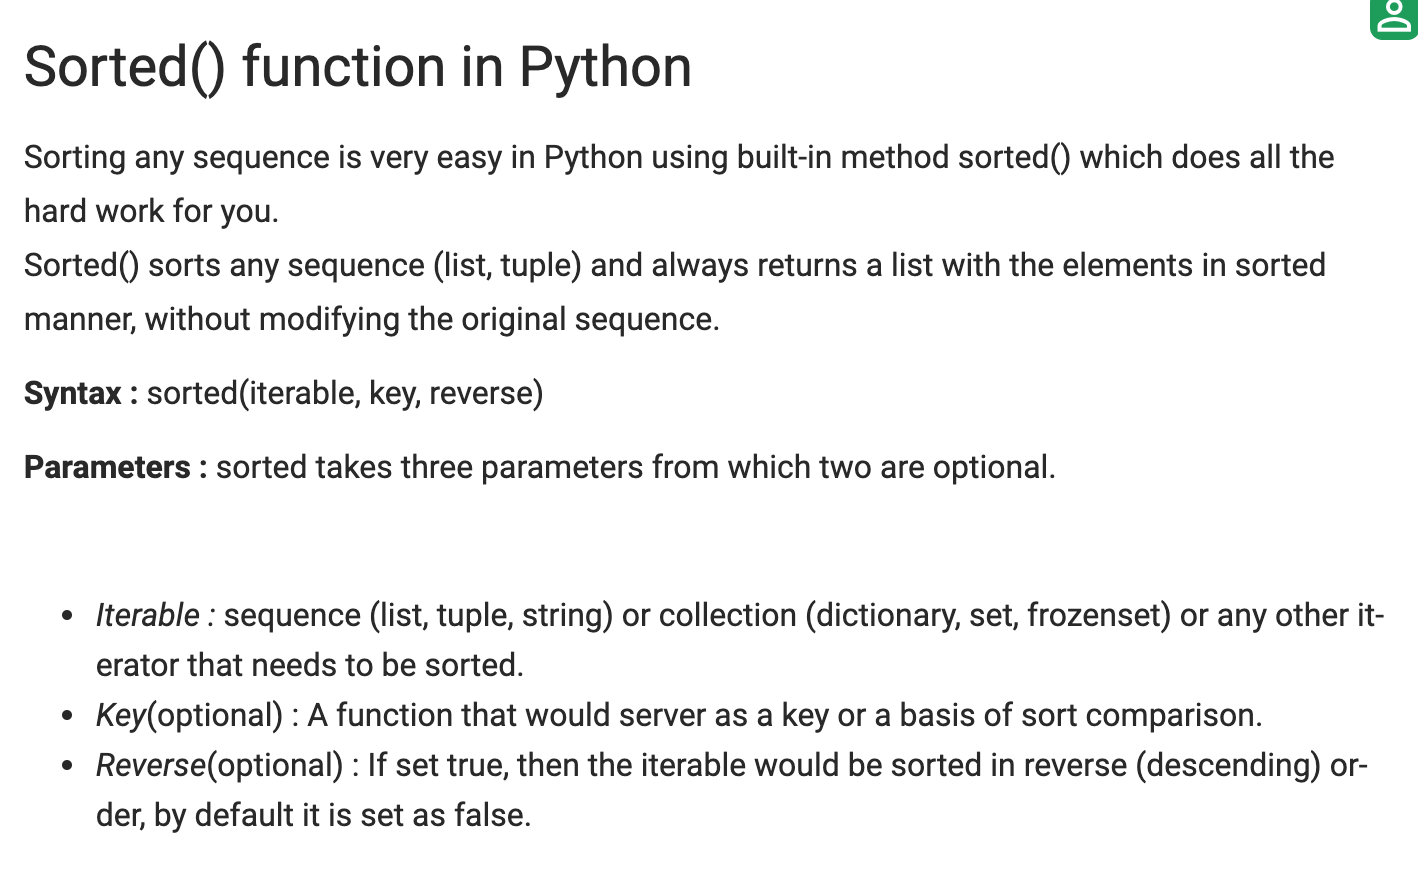 Sorted() function in Python
Sorting any sequence is very easy in Python using built-in method sorted() which does all the
hard work for you.
Sorted() sorts any sequence (list, tuple) and always returns a list with the elements in sorted
manner, without modifying the original sequence.
Syntax : sorted(iterable, key, reverse)
Parameters : sorted takes three parameters from which two are optional.
• Iterable : sequence (list, tuple, string) or collection (dictionary, set, frozenset) or any other it-
erator that needs to be sorted.
• Key(optional) : A function that would server as a key or a basis of sort comparison.
• Reverse(optional) : If set true, then the iterable would be sorted in reverse (descending) or-
der, by default it is set as false.